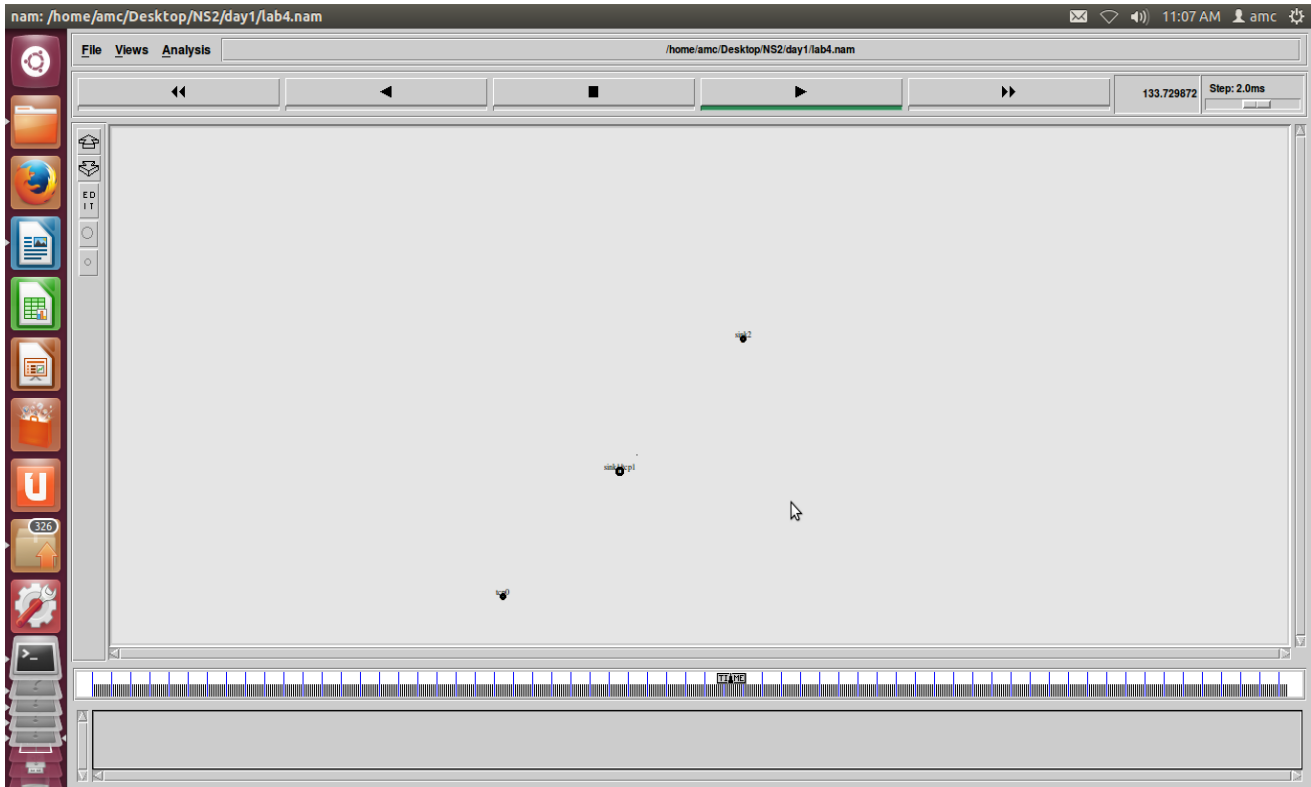 nam: /home/amc/Desktop/NS2/day1/lab4.nam 11:07 AM amc
File Views Analysis /home/amc/Desktop/NS2/day1/lab4.nam
133.729872 Step: 2.0ms
ED
IT
sink2
tcp0
326
TIME